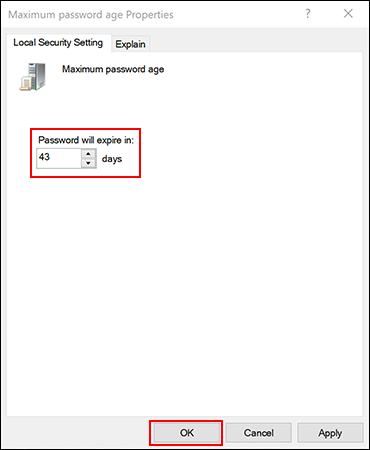 Maximum password age Properties
Local Security Setting Explain
Maximum password age
Password will expire in:
43 days
OK Cancel Apply